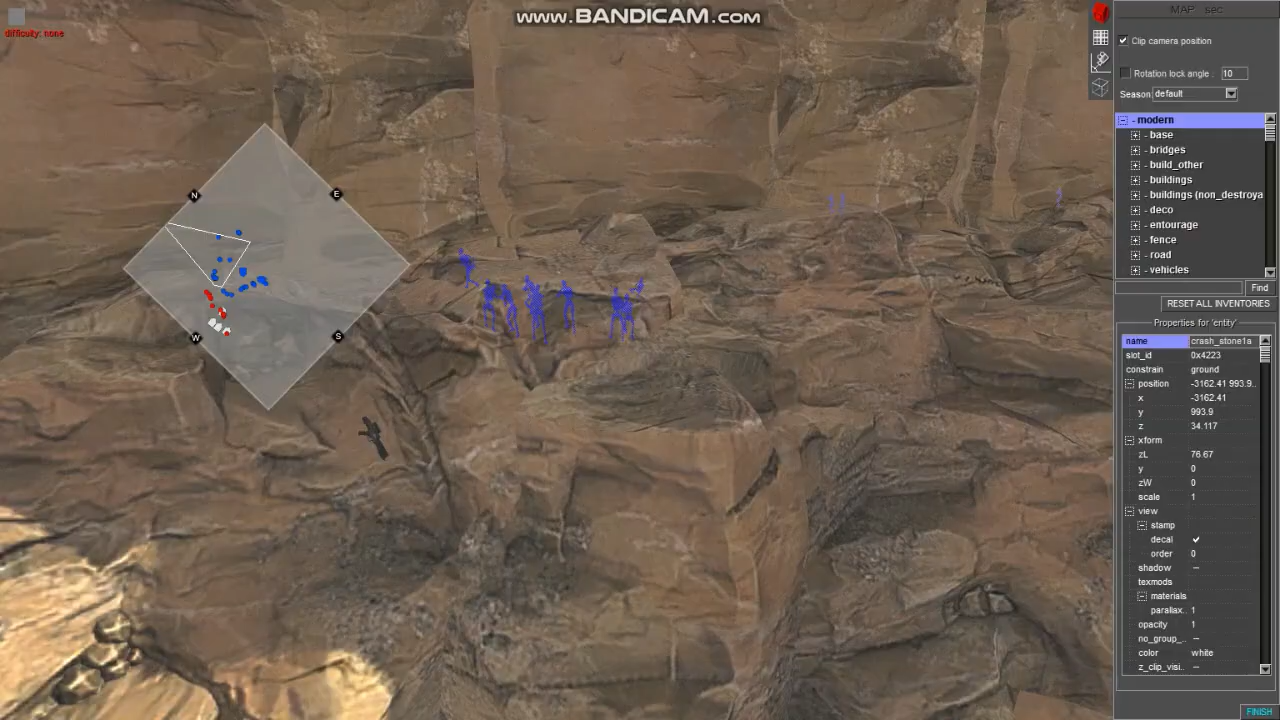 www.BANDICAM.com
difficulty: none
N
E
W
S
MAP sec
Clip camera position
Rotation lock angle : 10
Season: default
- modern
- base
- bridges
- build_other
- buildings
- buildings (non_destroya
- deco
- entourage
- fence
- road
- vehicles
Find
RESET ALL INVENTORIES
Properties for 'entity'
name crash_stone1a
slot_id 0x4223
constrain ground
position -3162.41 993.9..
x -3162.41
y 993.9
z 34.117
xform
zL 76.67
y 0
zW 0
scale 1
view
stamp
decal
order 0
shadow --
texmods
materials
parallax.. 1
opacity 1
no_group_.. --
color white
z_clip_visi.. --
FINISH